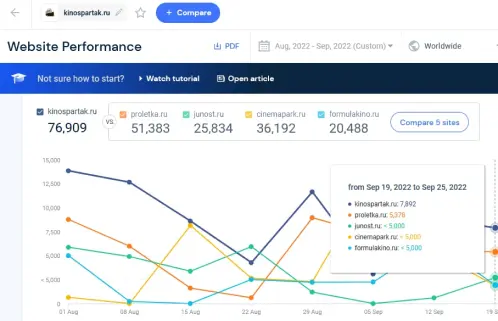 kinospartak.ru
+ Compare
Website Performance
PDF
Aug, 2022 - Sep, 2022 (Custom)
Worldwide
Not sure how to start?
Watch tutorial
Open article
kinospartak.ru
76,909
vs.
proletka.ru
51,383
junost.ru
25,834
cinemapark.ru
36,192
formulakino.ru
20,488
Compare 5 sites
15,000
12,500
10,000
7,500
< 5,000
0
01 Aug
08 Aug
15 Aug
22 Aug
29 Aug
05 Sep
12 Sep
19
from Sep 19, 2022 to Sep 25, 2022
kinospartak.ru: 7,892
proletka.ru: 5,376
junost.ru: < 5,000
cinemapark.ru: < 5,000
formulakino.ru: < 5,000